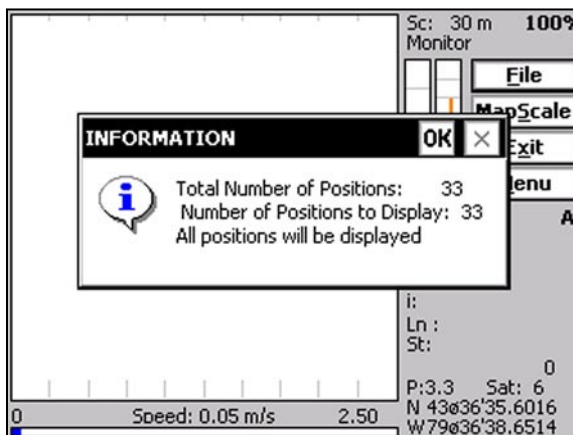 Sc: 30 m 100%
Monitor
File
MapScale
Exit
Menu
INFORMATION OK
Total Number of Positions: 33
Number of Positions to Display: 33
All positions will be displayed
A
i:
Ln :
St:
0
P:3.3 Sat: 6
N 43ø36'35.6016
W79ø36'38.6514
0 Speed: 0.05 m/s 2.50